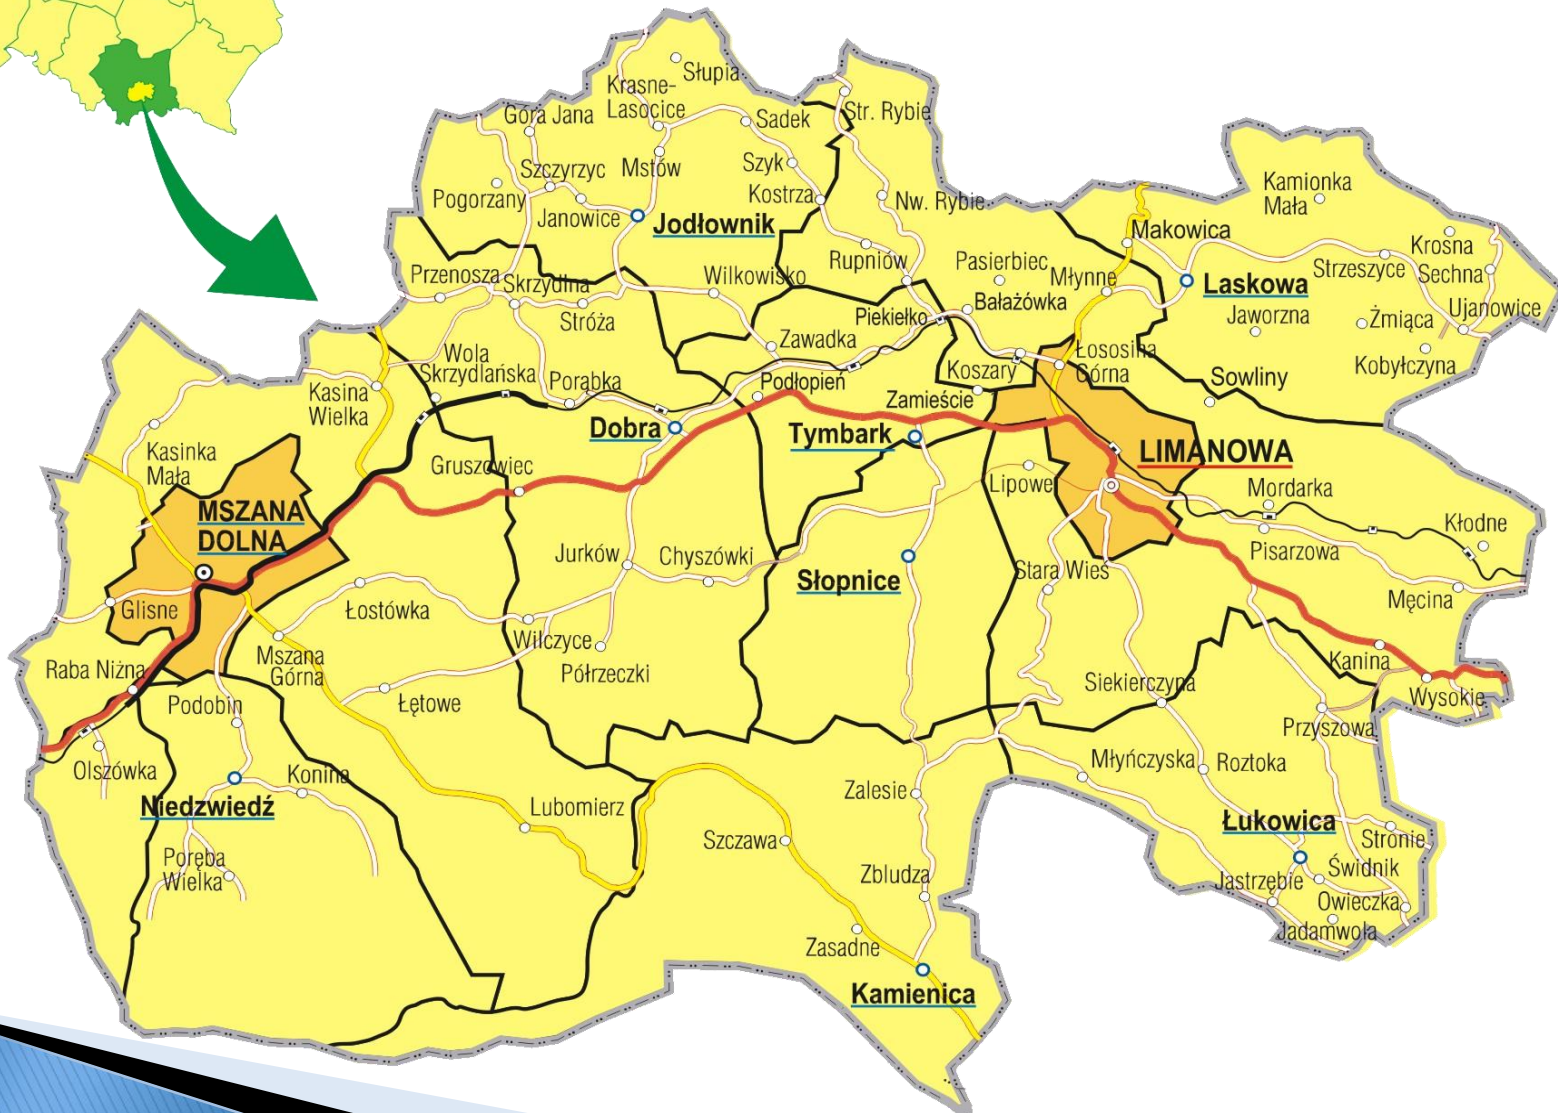 Słupia
Krasne-
Lasocice
Góra Jana
Sadek
Str. Rybie
Szczyrzyc
Mstów
Szyk
Pogorzany
Janowice
Kostrza
Nw. Rybie
Jodłownik
Kamionka
Mała
Makowica
Krosna
Strzeszyce
Sechna
Przenosza
Skrzydlna
Wilkowisko
Rupniów
Pasierbiec
Młynne
Laskowa
Stróża
Piekiełko
Bałażówka
Jaworzna
Żmiąca
Ujanowice
Zawadka
Wola
Skrzydlańska
Łososina
Górna
Kobyłczyna
Kasina
Wielka
Porąbka
Podłopień
Koszary
Sowliny
Zamieście
Dobra
Tymbark
Kasinka
Mała
Gruszowiec
LIMANOWA
Lipowe
Mordarka
MSZANA
DOLNA
Kłodne
Pisarzowa
Jurków
Chyszówki
Słopnice
Stara Wieś
Męcina
Glisne
Łostówka
Wilczyce
Mszana
Górna
Raba Niżna
Półrzeczki
Kanina
Siekierczyna
Wysokie
Podobin
Łętowe
Przyszowa
Olszówka
Konina
Młyńczyska
Roztoka
Niedzwiedź
Lubomierz
Zalesie
Łukowica
Szczawa
Stronie
Poręba
Wielka
Zbludza
Świdnik
Jastrzębie
Owieczka
Zasadne
Jadamwola
Kamienica